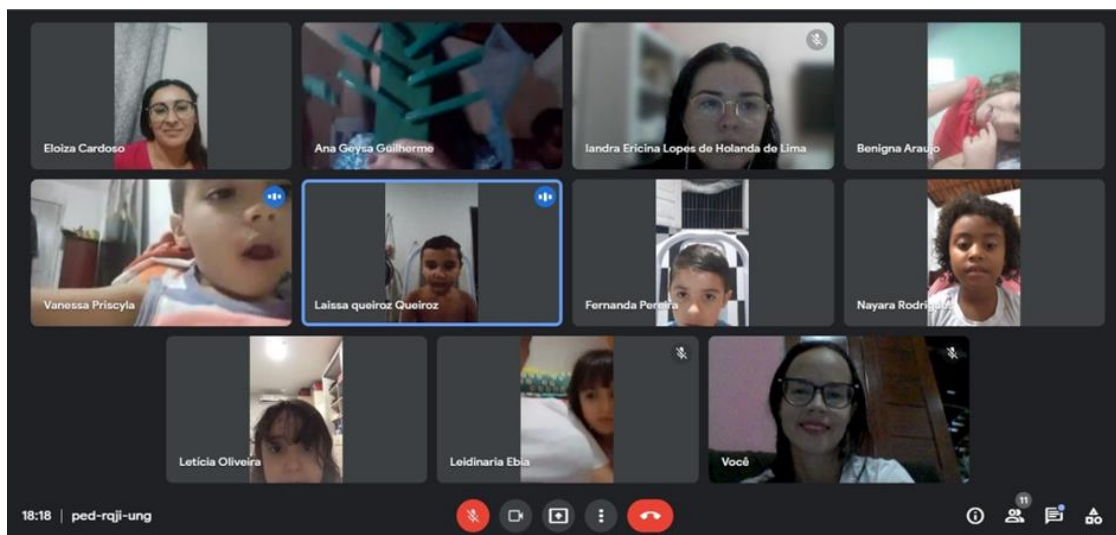 Eloiza Cardoso
Ana Geysa Guilherme
Iandra Ericina Lopes de Holanda de Lima
Benigna Araujo
Vanessa Priscyla
Laissa queiroz Queiroz
Fernanda Pereira
Nayara
Letícia Oliveira
Leidinaria Ebia
Você
18:18 | ped-rqji-ung
11